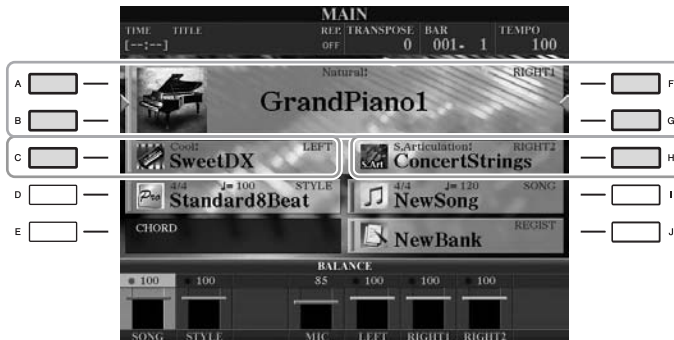 MAIN
TIME TITLE REP. TRANSPOSE BAR TEMPO
[--:--] OFF 0 001- 1 100
A F
Natural! RIGHT1
GrandPiano1
B G
Cool! LEFT S.Articulation! RIGHT2
C SweetDX S.Art ConcertStrings H
4/4 ♩= 100 STYLE 4/4 ♩= 120 SONG
D Pro Standard8Beat NewSong I
CHORD REGIST
E NewBank J
BALANCE
100 100 85 100 100 100
SONG STYLE MIC LEFT RIGHT1 RIGHT2